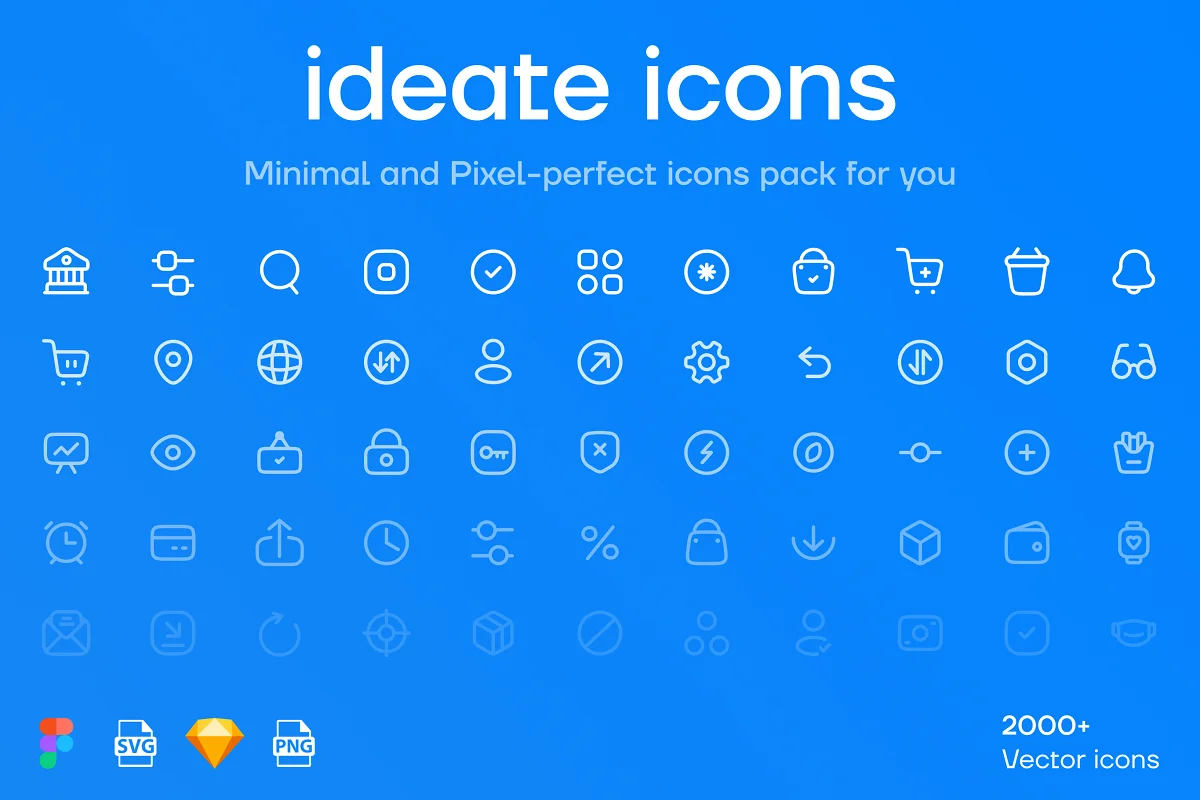 ideate icons
Minimal and Pixel-perfect icons pack for you
SVG
PNG
2000+
Vector icons